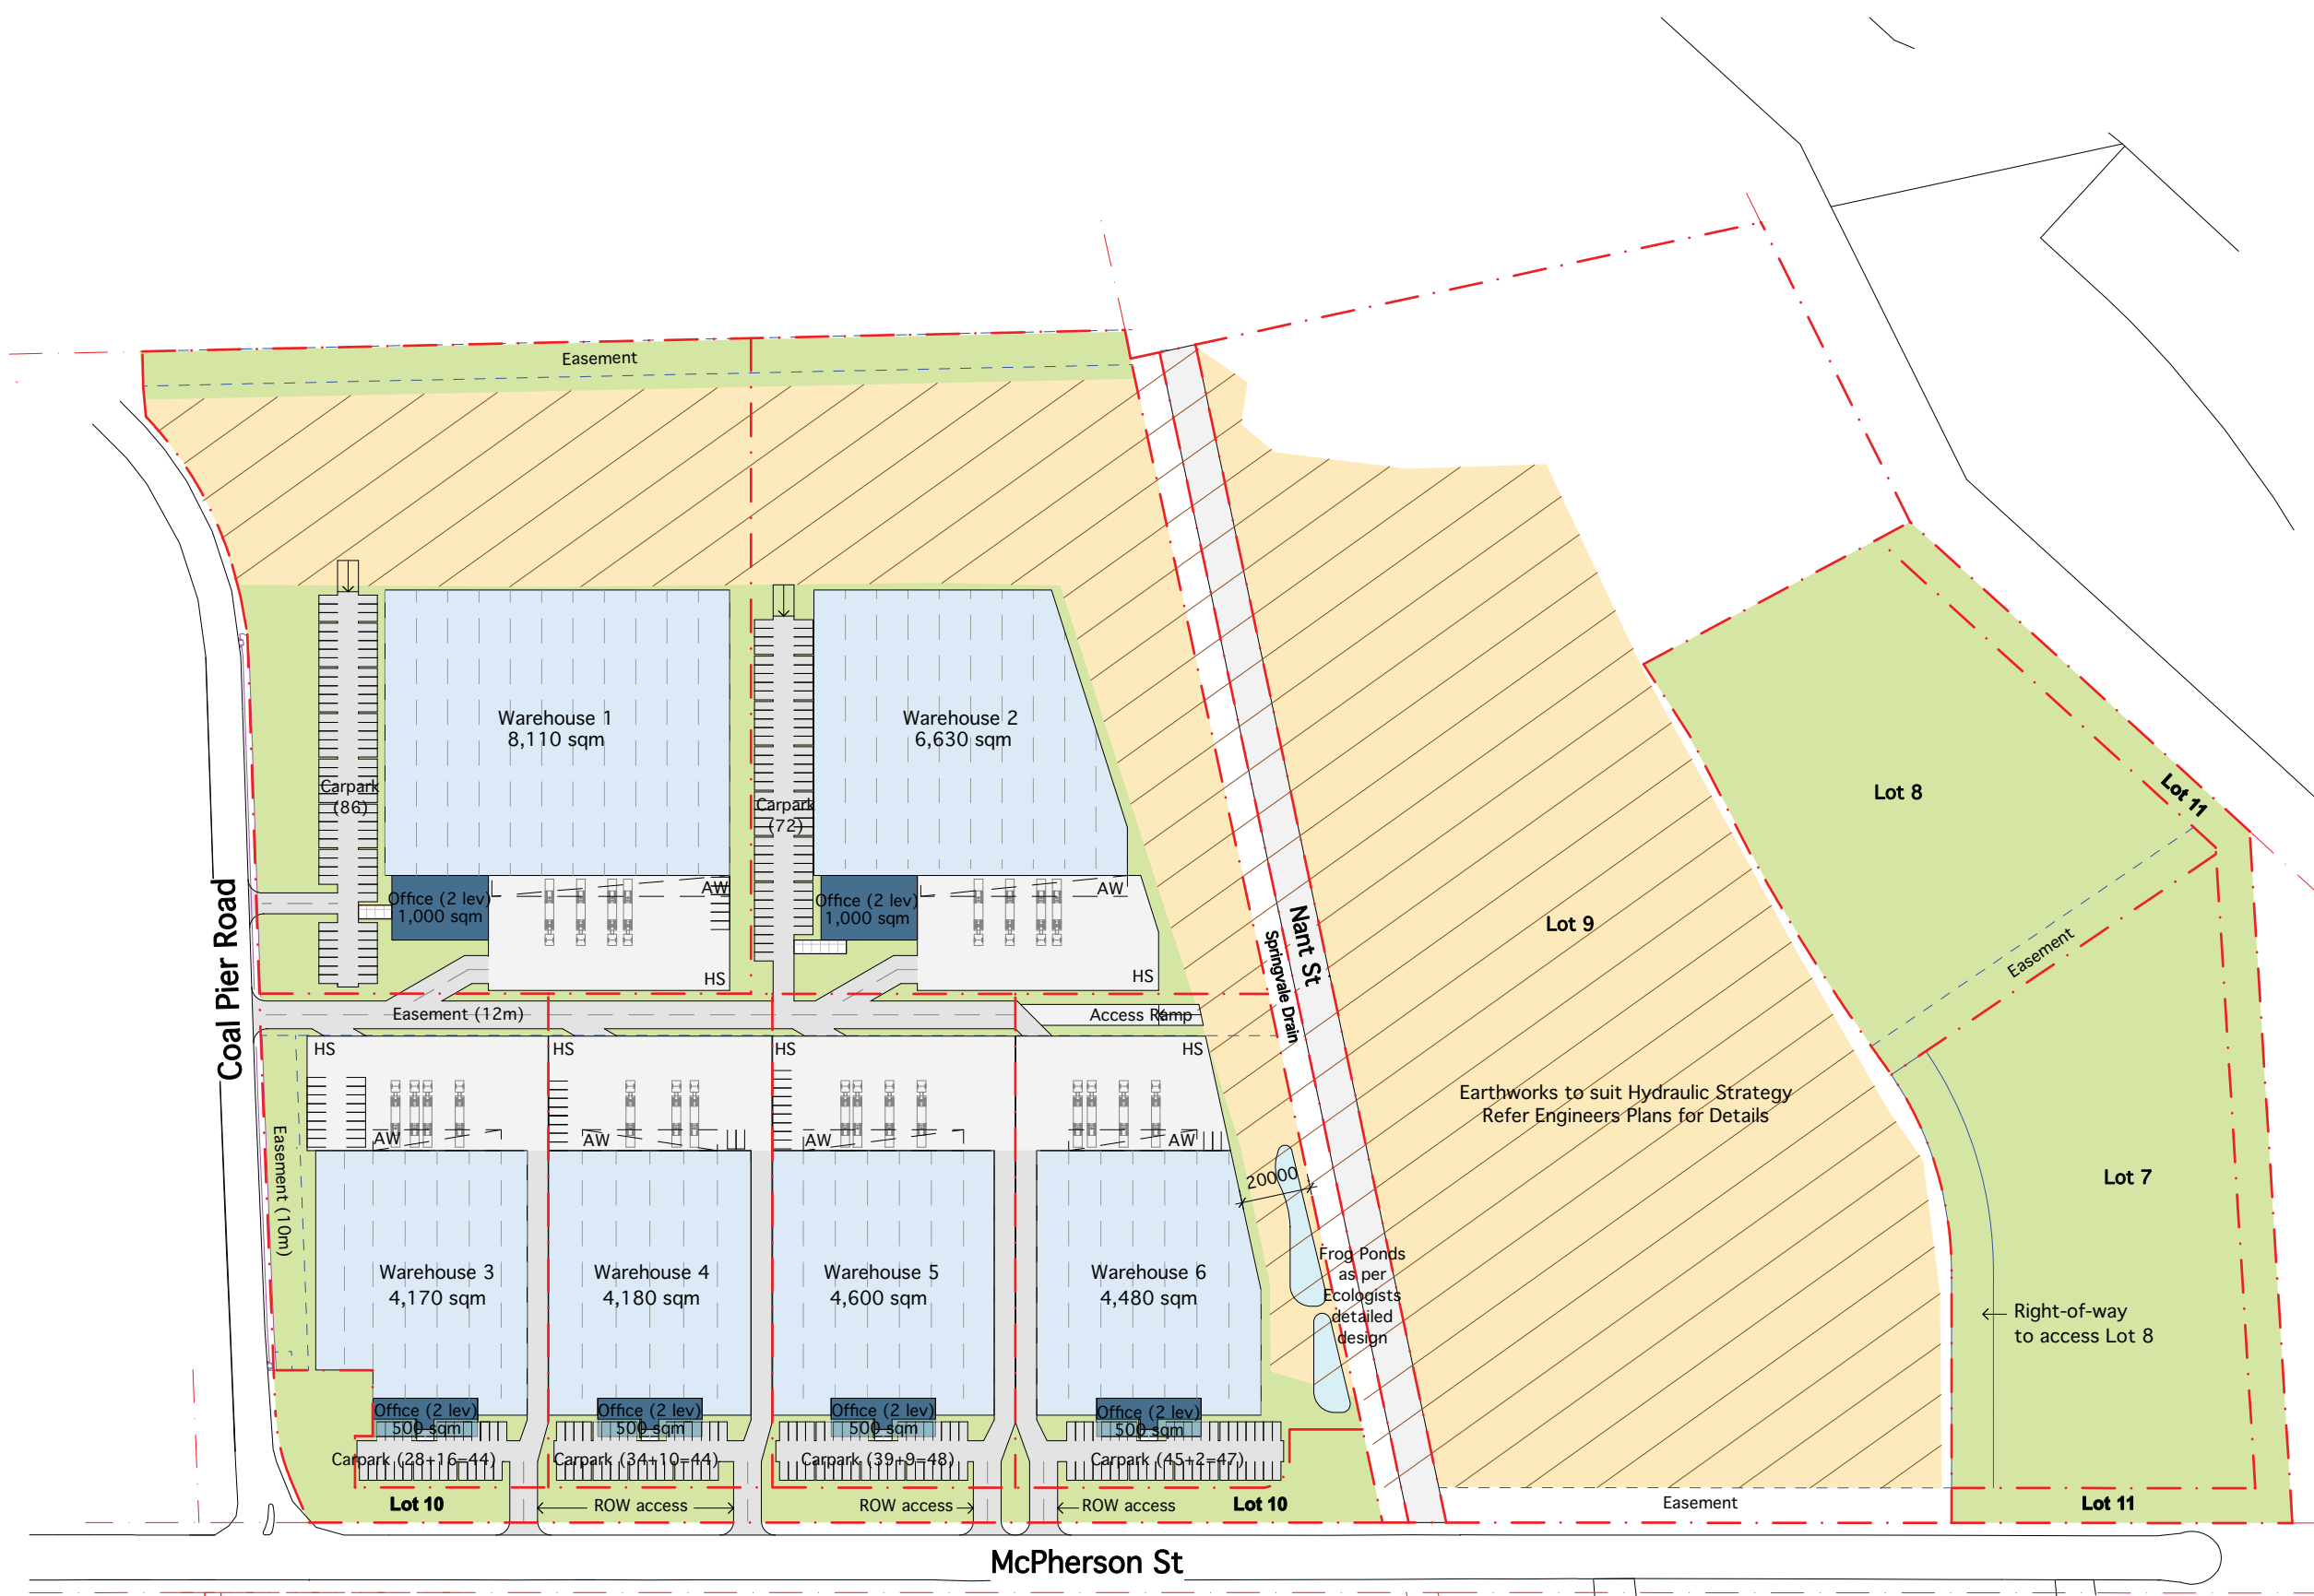 Easement
Warehouse 1
8,110 sqm
Warehouse 2
6,630 sqm
Carpark
(86)
Carpark
(72)
Lot 8
Lot 11
Office (2 lev)
1,000 sqm
AW
HS
Office (2 lev)
1,000 sqm
AW
HS
Coal Pier Road
Nant St
Springvale Drain
Lot 9
Easement
Easement (12m)
Access Ramp
HS
HS
HS
HS
AW
AW
AW
AW
Easement (10m)
Earthworks to suit Hydraulic Strategy
Refer Engineers Plans for Details
Lot 7
20000
Warehouse 3
4,170 sqm
Warehouse 4
4,180 sqm
Warehouse 5
4,600 sqm
Warehouse 6
4,480 sqm
Frog Ponds
as per
Ecologists
detailed
design
Right-of-way
to access Lot 8
Office (2 lev)
500 sqm
Office (2 lev)
500 sqm
Office (2 lev)
500 sqm
Office (2 lev)
500 sqm
Carpark (28+16=44)
Carpark (34+10=44)
Carpark (39+9=48)
Carpark (45+2=47)
Lot 10
ROW access
ROW access
ROW access
Lot 10
Easement
Lot 11
McPherson St